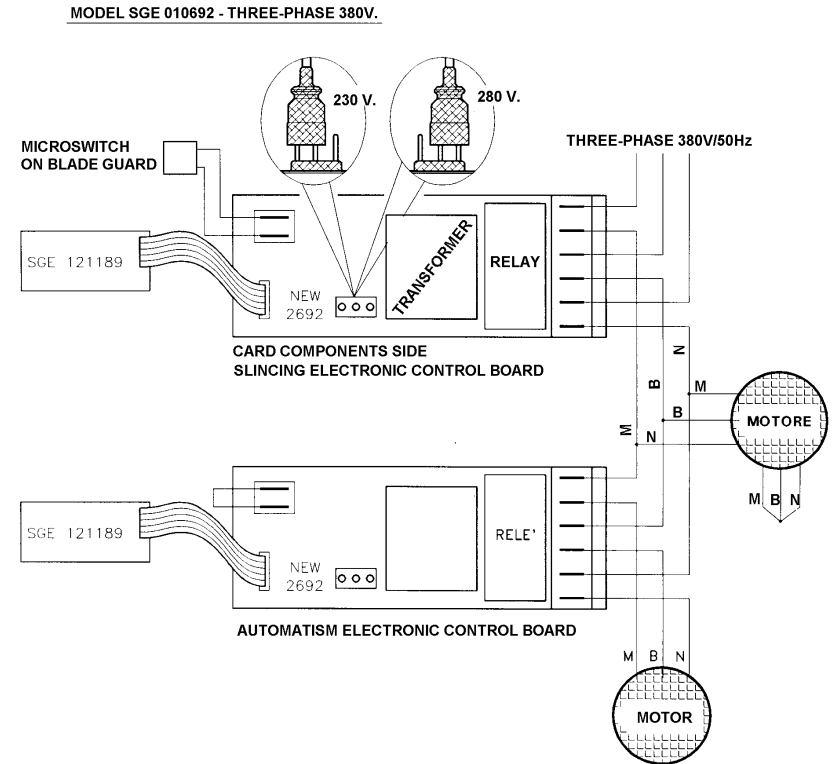 MODEL SGE 010692 - THREE-PHASE 380V.
230 V.
280 V.
THREE-PHASE 380V/50Hz
MICROSWITCH
ON BLADE GUARD
SGE 121189
TRANSFORMER
RELAY
NEW
2692
CARD COMPONENTS SIDE
SLINCING ELECTRONIC CONTROL BOARD
N
B
M
M
B
N
MOTORE
M
B
N
SGE 121189
RELE'
NEW
2692
AUTOMATISM ELECTRONIC CONTROL BOARD
M
B
N
MOTOR